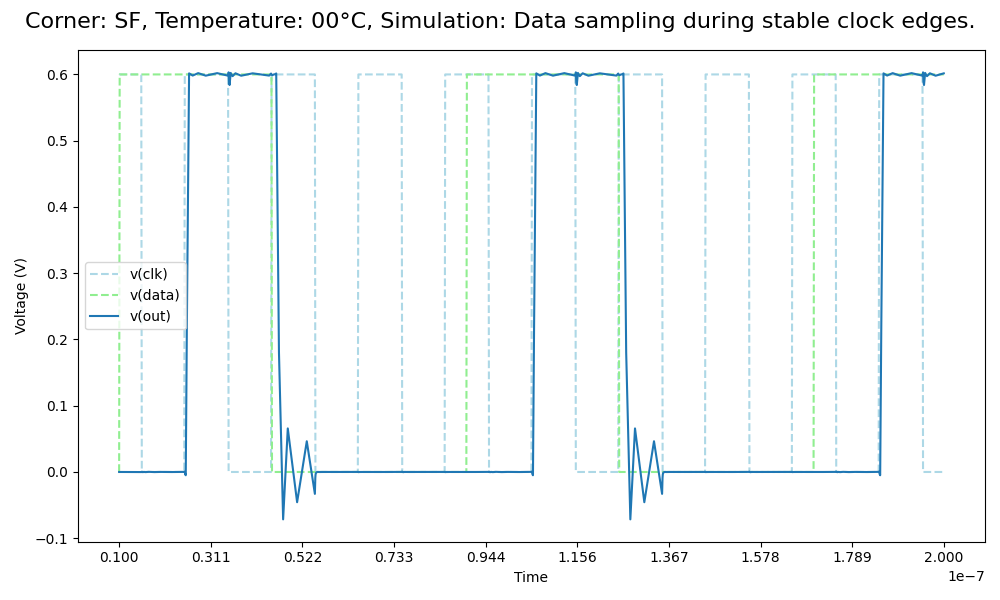 Corner: SF, Temperature: 00°C, Simulation: Data sampling during stable clock edges.
Voltage (V)
0.6
0.5
0.4
0.3
0.2
0.1
0.0
−0.1
v(clk)
v(data)
v(out)
0.100 0.311 0.522 0.733 0.944 1.156 1.367 1.578 1.789 2.000
Time
1e−7